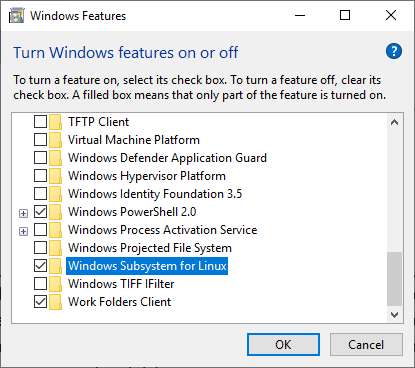 Windows Features
Turn Windows features on or off
?
To turn a feature on, select its check box. To turn a feature off, clear its
check box. A filled box means that only part of the feature is turned on.
TFTP Client
Virtual Machine Platform
Windows Defender Application Guard
Windows Hypervisor Platform
Windows Identity Foundation 3.5
Windows PowerShell 2.0
Windows Process Activation Service
Windows Projected File System
Windows Subsystem for Linux
Windows TIFF IFilter
Work Folders Client
OK
Cancel